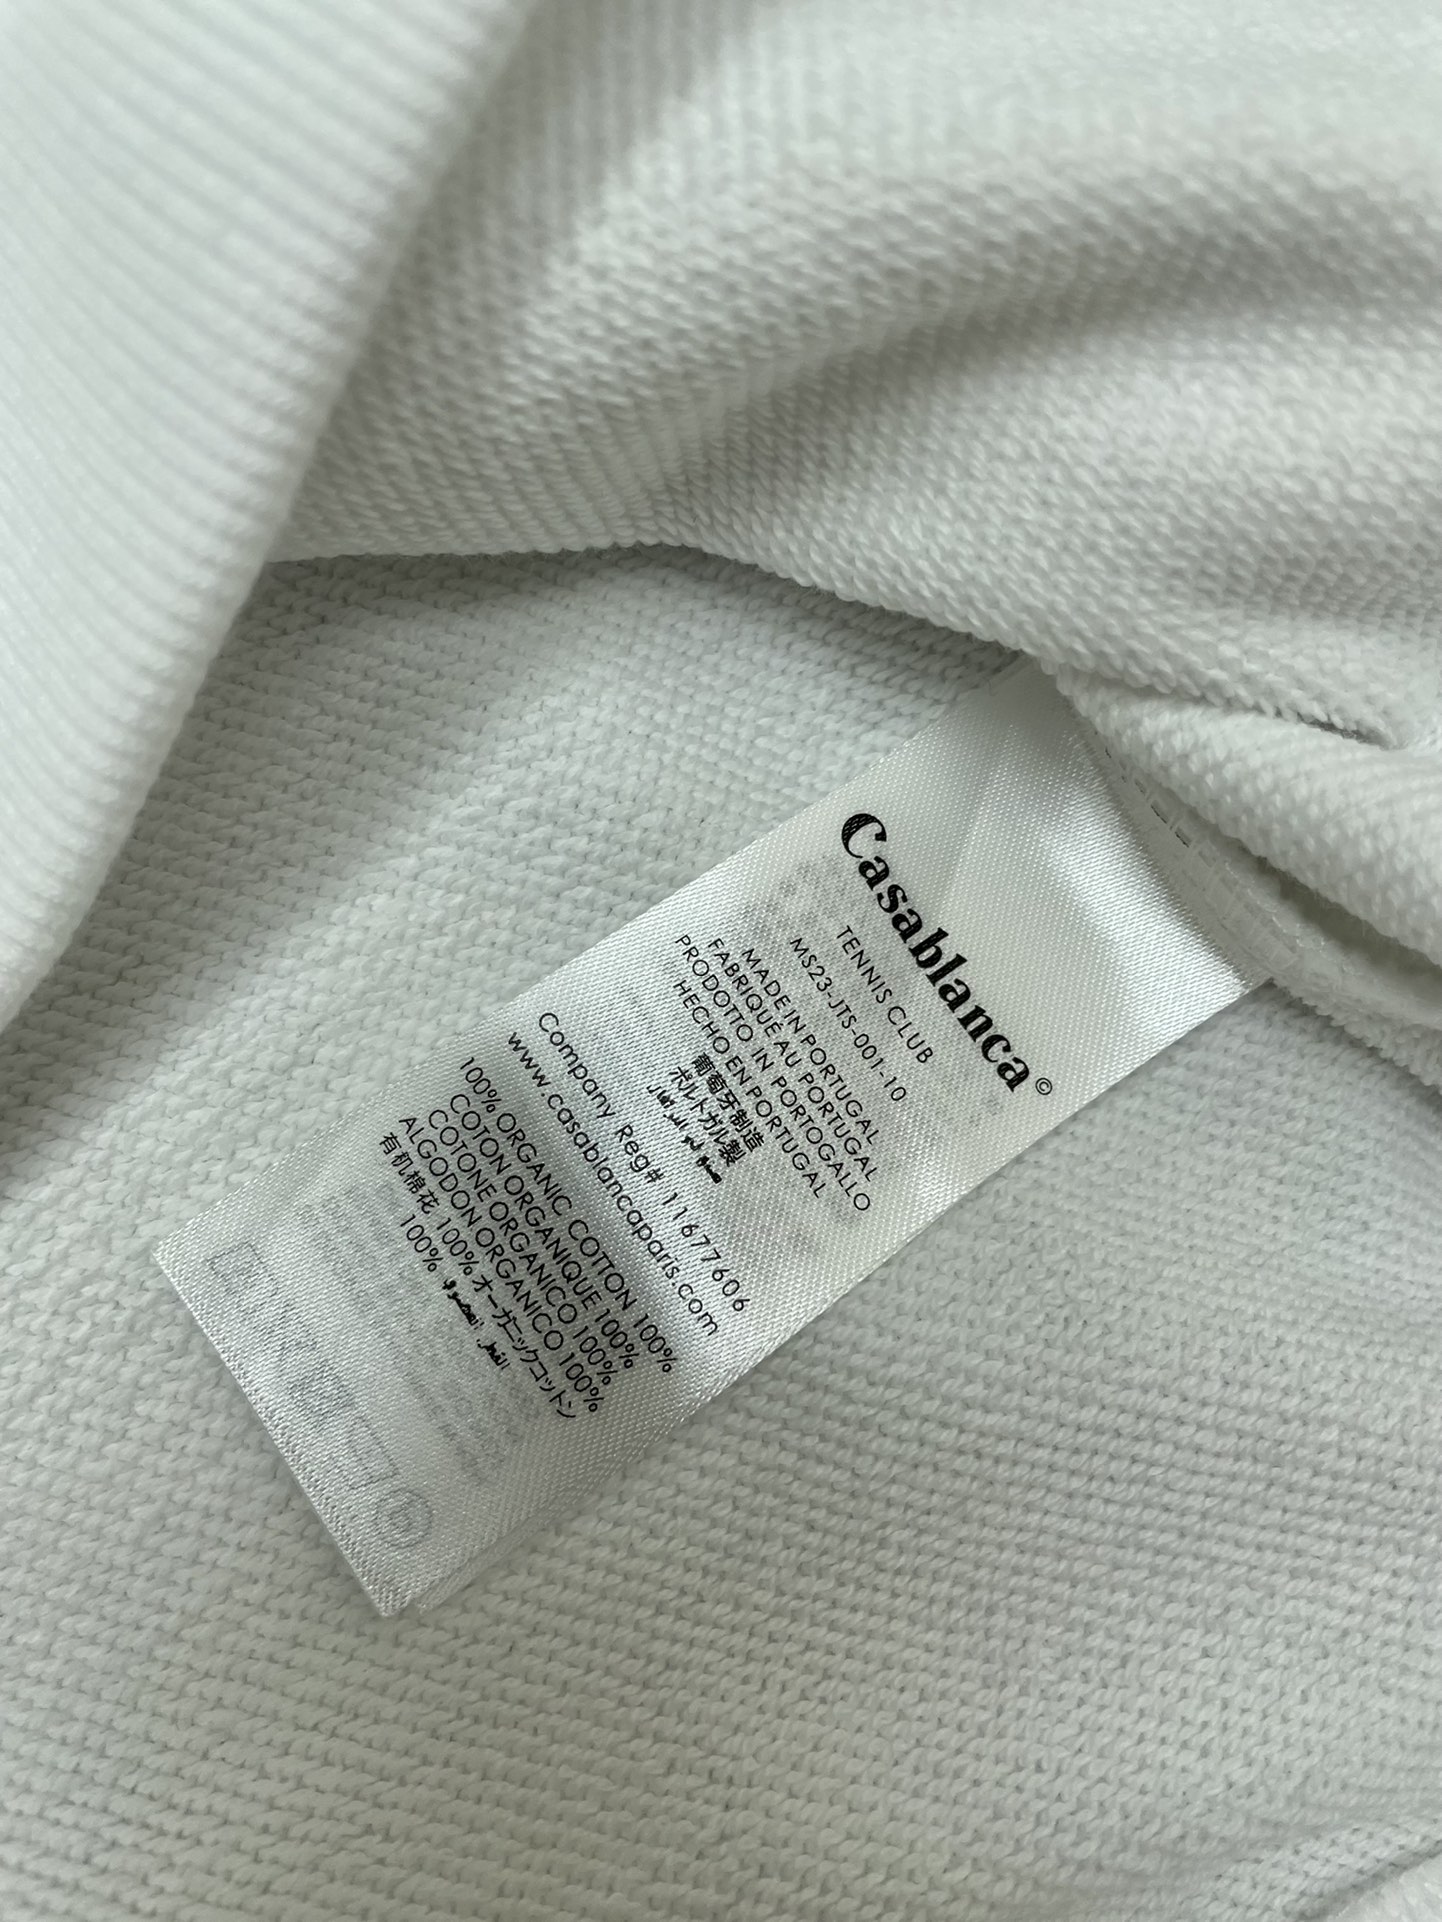 Casablanca©
TENNIS CLUB
MS23-JTS-001-10
MADE IN PORTUGAL
FABRIQUÉ AU PORTUGAL
PRODOTTO IN PORTOGALLO
HECHO EN PORTUGAL
葡萄牙制造
ポルトガル製
Company Reg# 11677606
www.casablancaparis.com
100% ORGANIC COTTON 100%
COTON ORGANIQUE 100%
COTONE ORGANICO 100%
ALGODON ORGANICO 100%
有机棉花 100% オーガニックコットン
100% القطن العضوي